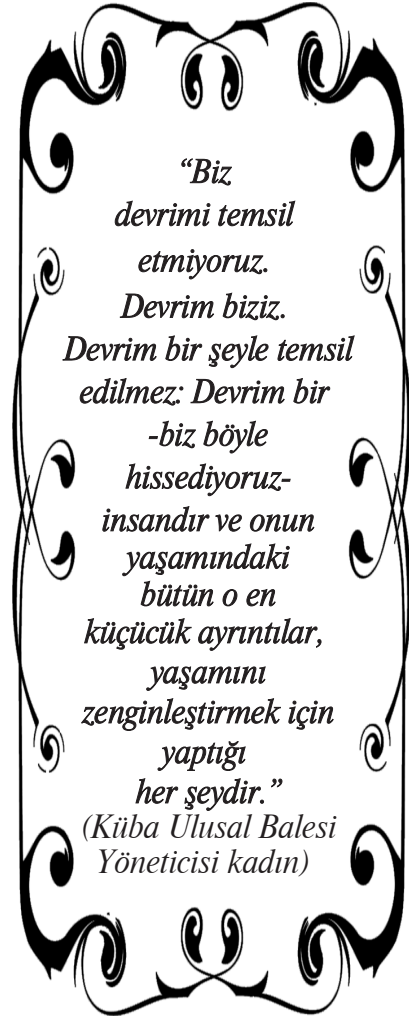 “Biz
devrimi temsil
etmiyoruz.
Devrim biziz.
Devrim bir şeyle temsil
edilmez: Devrim bir
-biz böyle
hissediyoruz-
insandır ve onun
yaşamındaki
bütün o en
küçücük ayrıntılar,
yaşamını
zenginleştirmek için
yaptığı
her şeydir.”
(Küba Ulusal Balesi
Yöneticisi kadın)